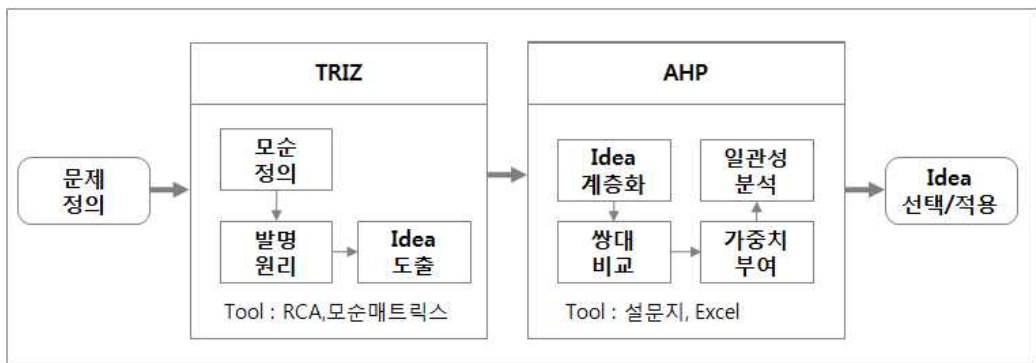 문제
정의
TRIZ
모순
정의
발명
원리
Idea
도출
Tool : RCA,모순매트릭스
AHP
Idea
계층화
쌍대
비교
가중치
부여
일관성
분석
Tool : 설문지, Excel
Idea
선택/적용